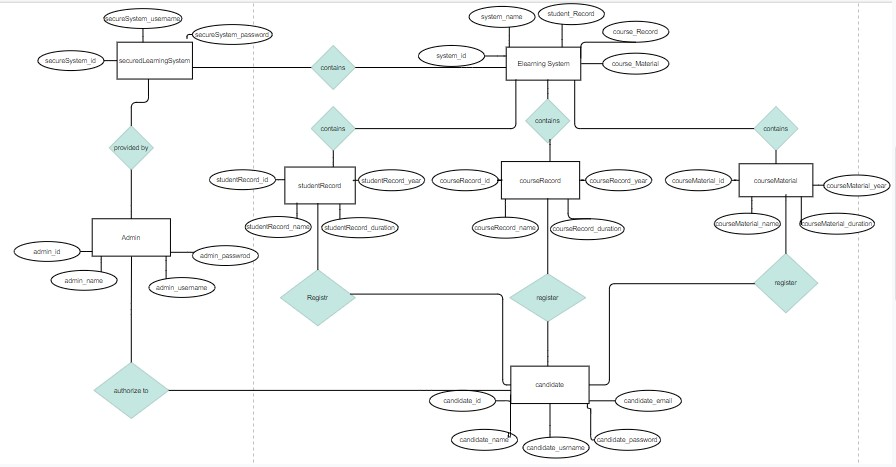 secureSystem_username
system_name
student_Record
secureSystem_password
course_Record
secureSystem_id
securedLearningSystem
contains
system_id
Elearning System
course_Material
contains
contains
contains
provided by
studentRecord_id
studentRecord
studentRecord_year
courseRecord_id
courseRecord
courseRecord_year
courseMaterial_id
courseMaterial
courseMaterial_year
studentRecord_name
studentRecord_duration
courseRecord_name
courseRecord_duration
courseMaterial_name
courseMaterial_duration
Admin
admin_id
admin_passwrod
admin_name
admin_username
Registr
register
register
authorize to
candidate
candidate_id
candidate_email
candidate_name
candidate_usrname
candidate_password